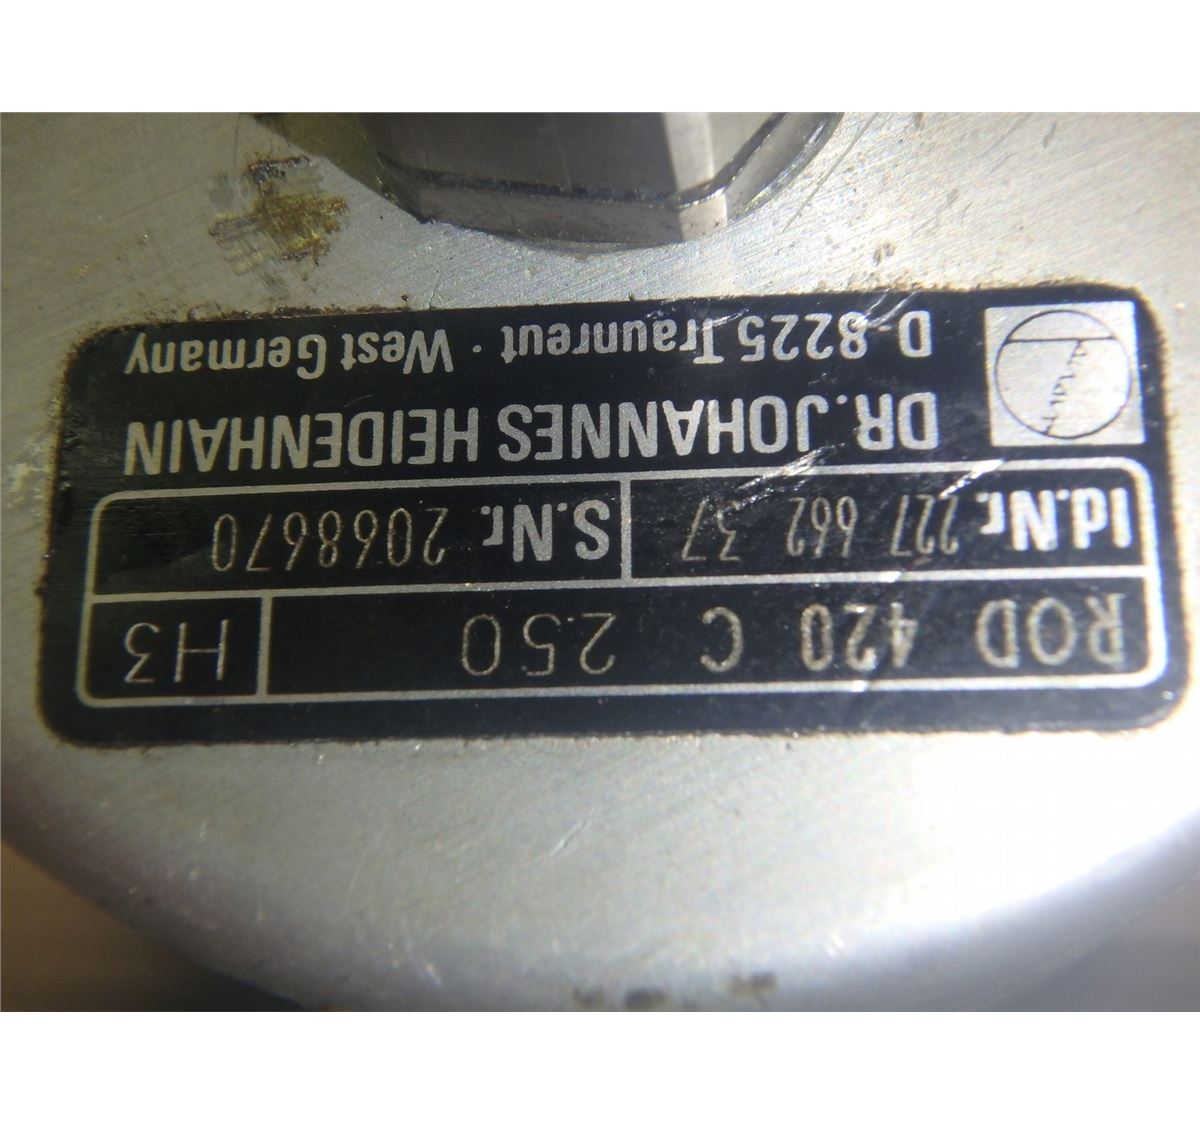 D-8225 Traunreut · West Germany
DR. JOHANNES HEIDENHAIN
Id.Nr. 227 662 37 S.Nr. 2068670
ROD 420 C 250 H3